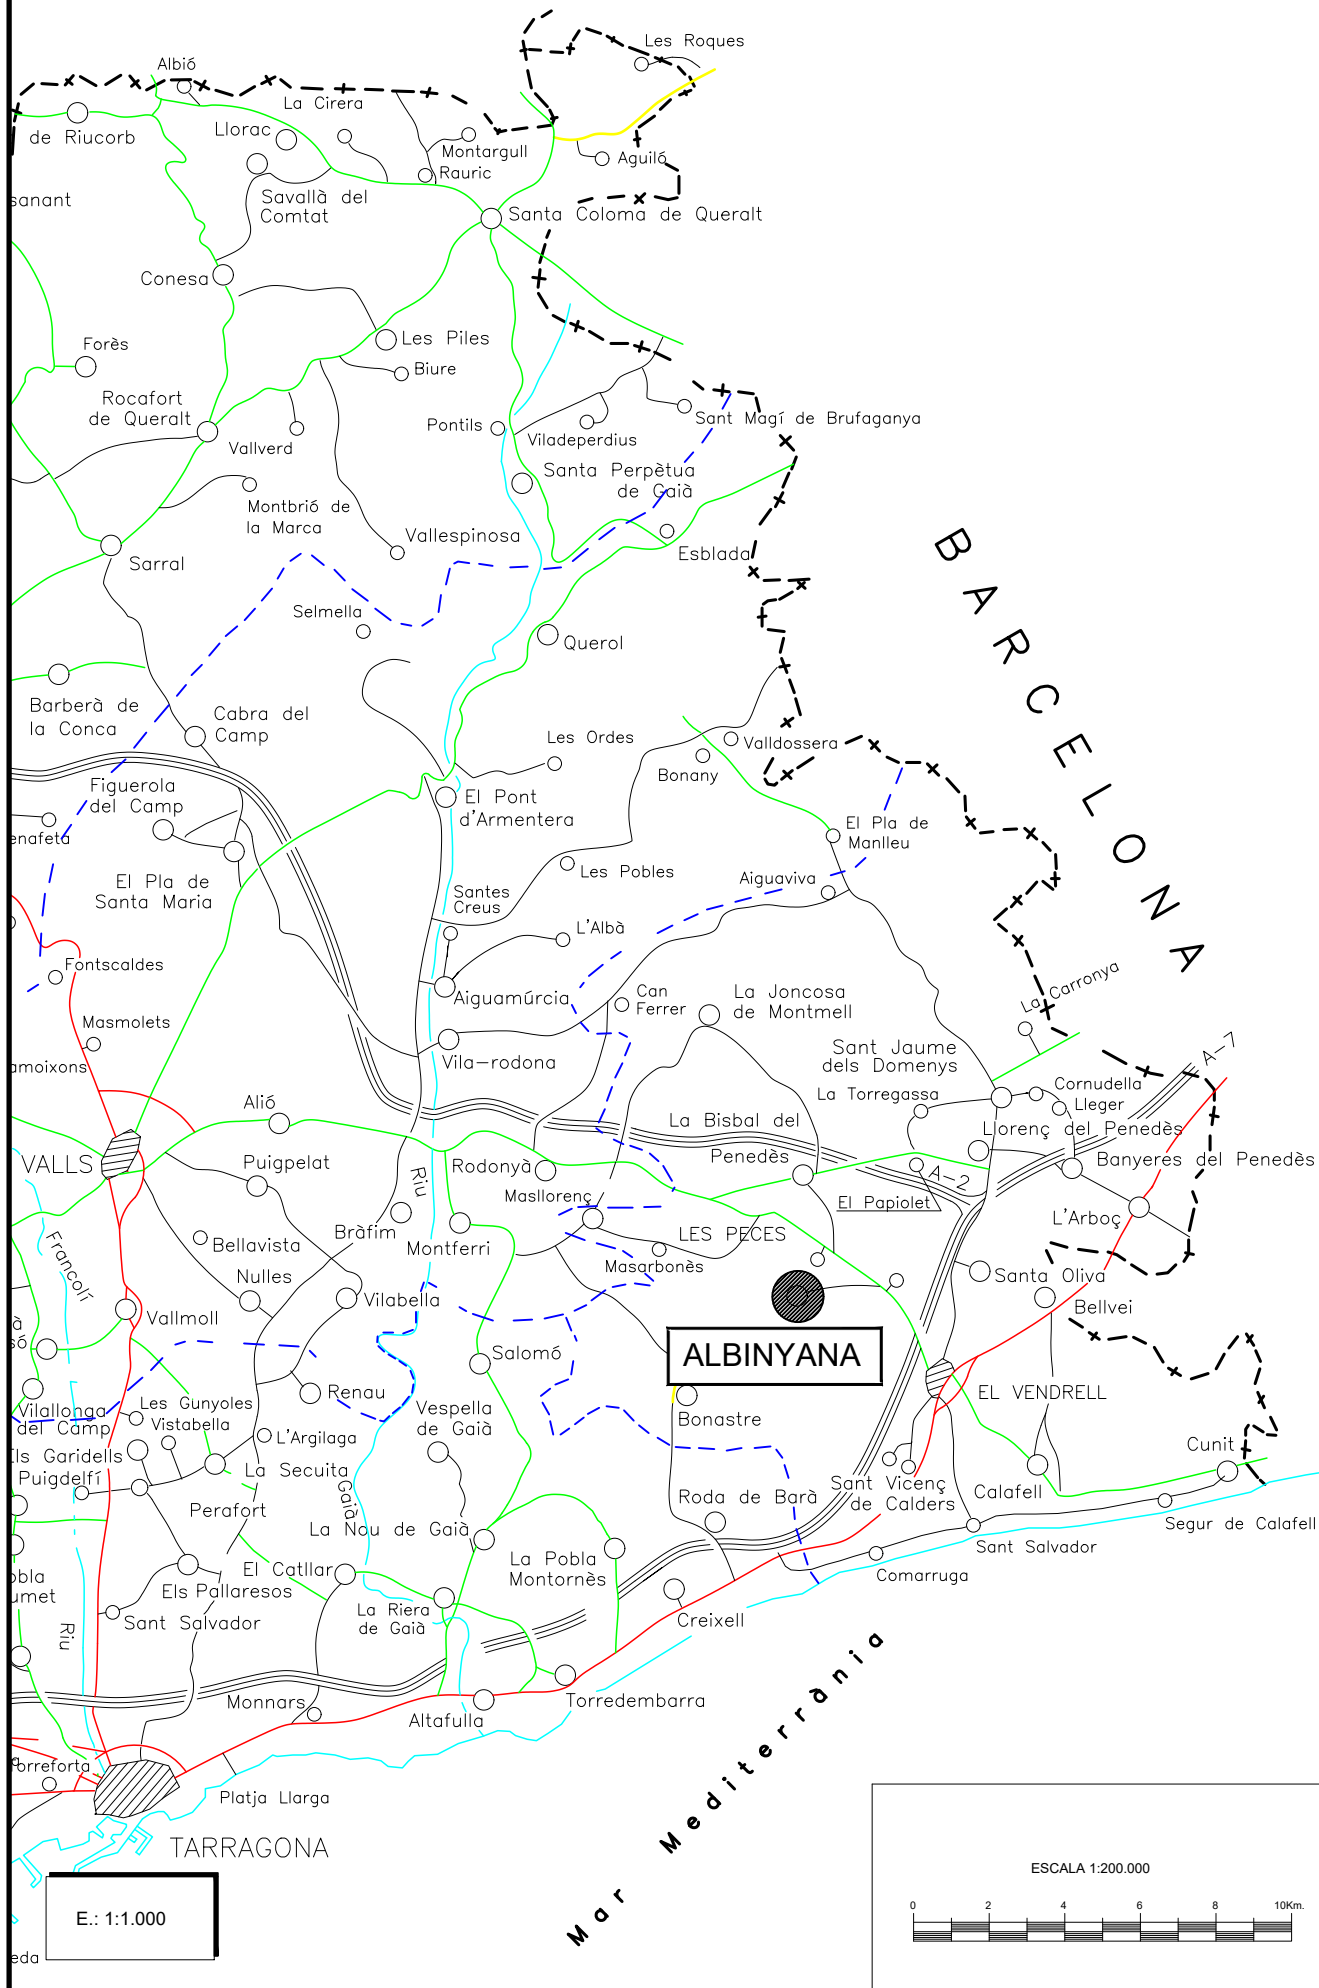 Les Roques
Albió
La Cirera
Llorac
de Riucorb
Montargull
Rauric
Aguiló
Savallà del
Comtat
sanant
Santa Coloma de Queralt
Conesa
Les Piles
Forès
Biure
Rocafort
de Queralt
Pontils
Sant Magí de Brufaganya
Vallverd
Viladeperdius
Santa Perpètua
de Gaià
Montbrió de
la Marca
Vallespinosa
Esblada
Sarral
BARCELONA
Selmella
Querol
Barberà de
la Conca
Cabra del
Camp
Les Ordes
Valldossera
Bonany
Figuerola
del Camp
El Pont
d'Armentera
enafeta
El Pla de
Manlleu
Les Pobles
El Pla de
Santa Maria
Aiguaviva
Santes
Creus
L'Albà
Fontscaldes
La Carronya
Aiguamúrcia
Can
Ferrer
La Joncosa
de Montmell
Masmolets
Vila-rodona
Sant Jaume
dels Domenys
A-7
amoixons
La Torregassa
Cornudella
Lleger
Alió
La Bisbal del
Penedès
Llorenç del Penedès
VALLS
Puigpelat
Riu
Rodonyà
A-2
Banyeres del Penedès
Masllorenç
El Papiolet
L'Arboç
Bràfim
Montferri
LES PECES
Francolí
Bellavista
Masarbonès
Nulles
Santa Oliva
Vilabella
Bellvei
Vallmoll
à
só
ALBINYANA
Salomó
Renau
EL VENDRELL
Vilallonga
del Camp
Les Gunyoles
Vistabella
Vespella
de Gaià
Bonastre
L'Argilaga
Els Garidells
Puigdelfí
Cunit
La Secuita
Sant Vicenç
de Calders
Calafell
Perafort
Gaià
Roda de Barà
La Nou de Gaià
Segur de Calafell
Sant Salvador
El Catllar
La Pobla
Montornès
obla
umet
Els Pallaresos
Comarruga
La Riera
de Gaià
Creixell
Sant Salvador
Riu
Monnars
Altafulla
Torredembarra
Mar Mediterrània
orreforta
Platja Llarga
TARRAGONA
ESCALA 1:200.000
0 2 4 6 8 10Km.
E.: 1:1.000
eda